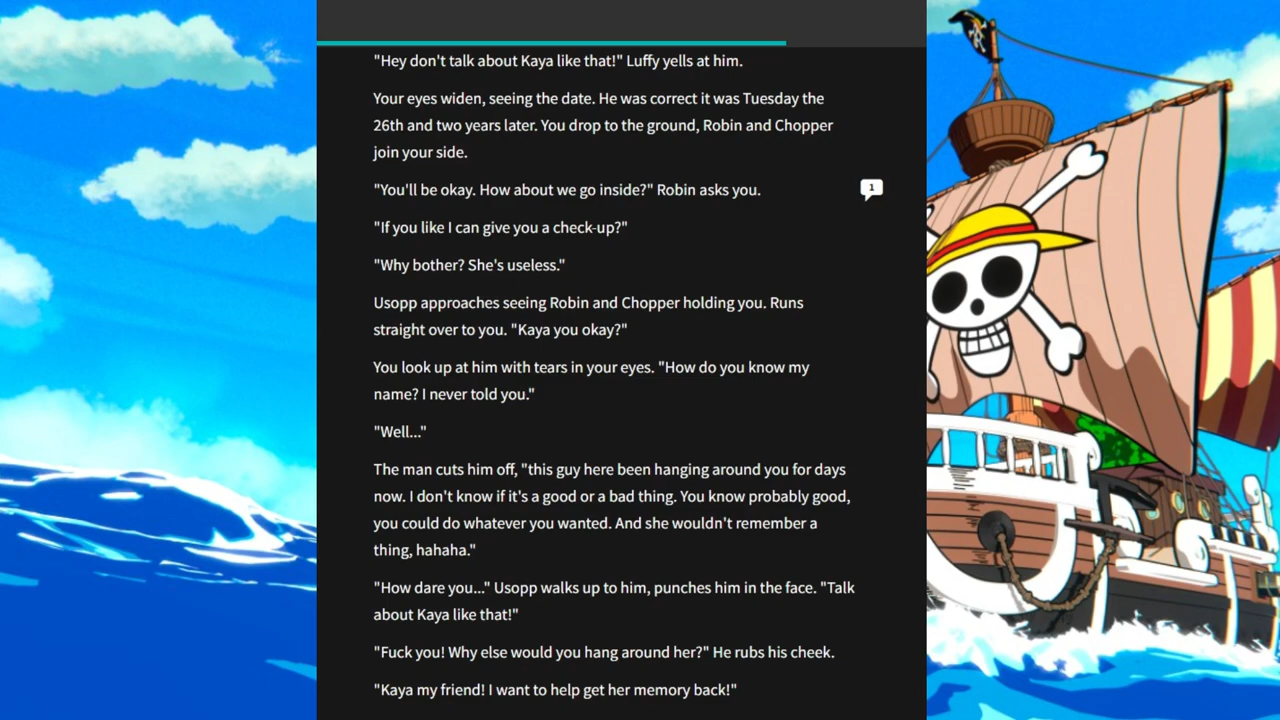 "Hey don't talk about Kaya like that!" Luffy yells at him.
Your eyes widen, seeing the date. He was correct it was Tuesday the
26th and two years later. You drop to the ground, Robin and Chopper
join your side.
"You'll be okay. How about we go inside?" Robin asks you.
1
"If you like I can give you a check-up?"
"Why bother? She's useless."
Usopp approaches seeing Robin and Chopper holding you. Runs
straight over to you. "Kaya you okay?"
You look up at him with tears in your eyes. "How do you know my
name? I never told you."
"Well..."
The man cuts him off, "this guy here been hanging around you for days
now. I don't know if it's a good or a bad thing. You know probably good,
you could do whatever you wanted. And she wouldn't remember a
thing, hahaha."
"How dare you..." Usopp walks up to him, punches him in the face. "Talk
about Kaya like that!"
"Fuck you! Why else would you hang around her?" He rubs his cheek.
"Kaya my friend! I want to help get her memory back!"